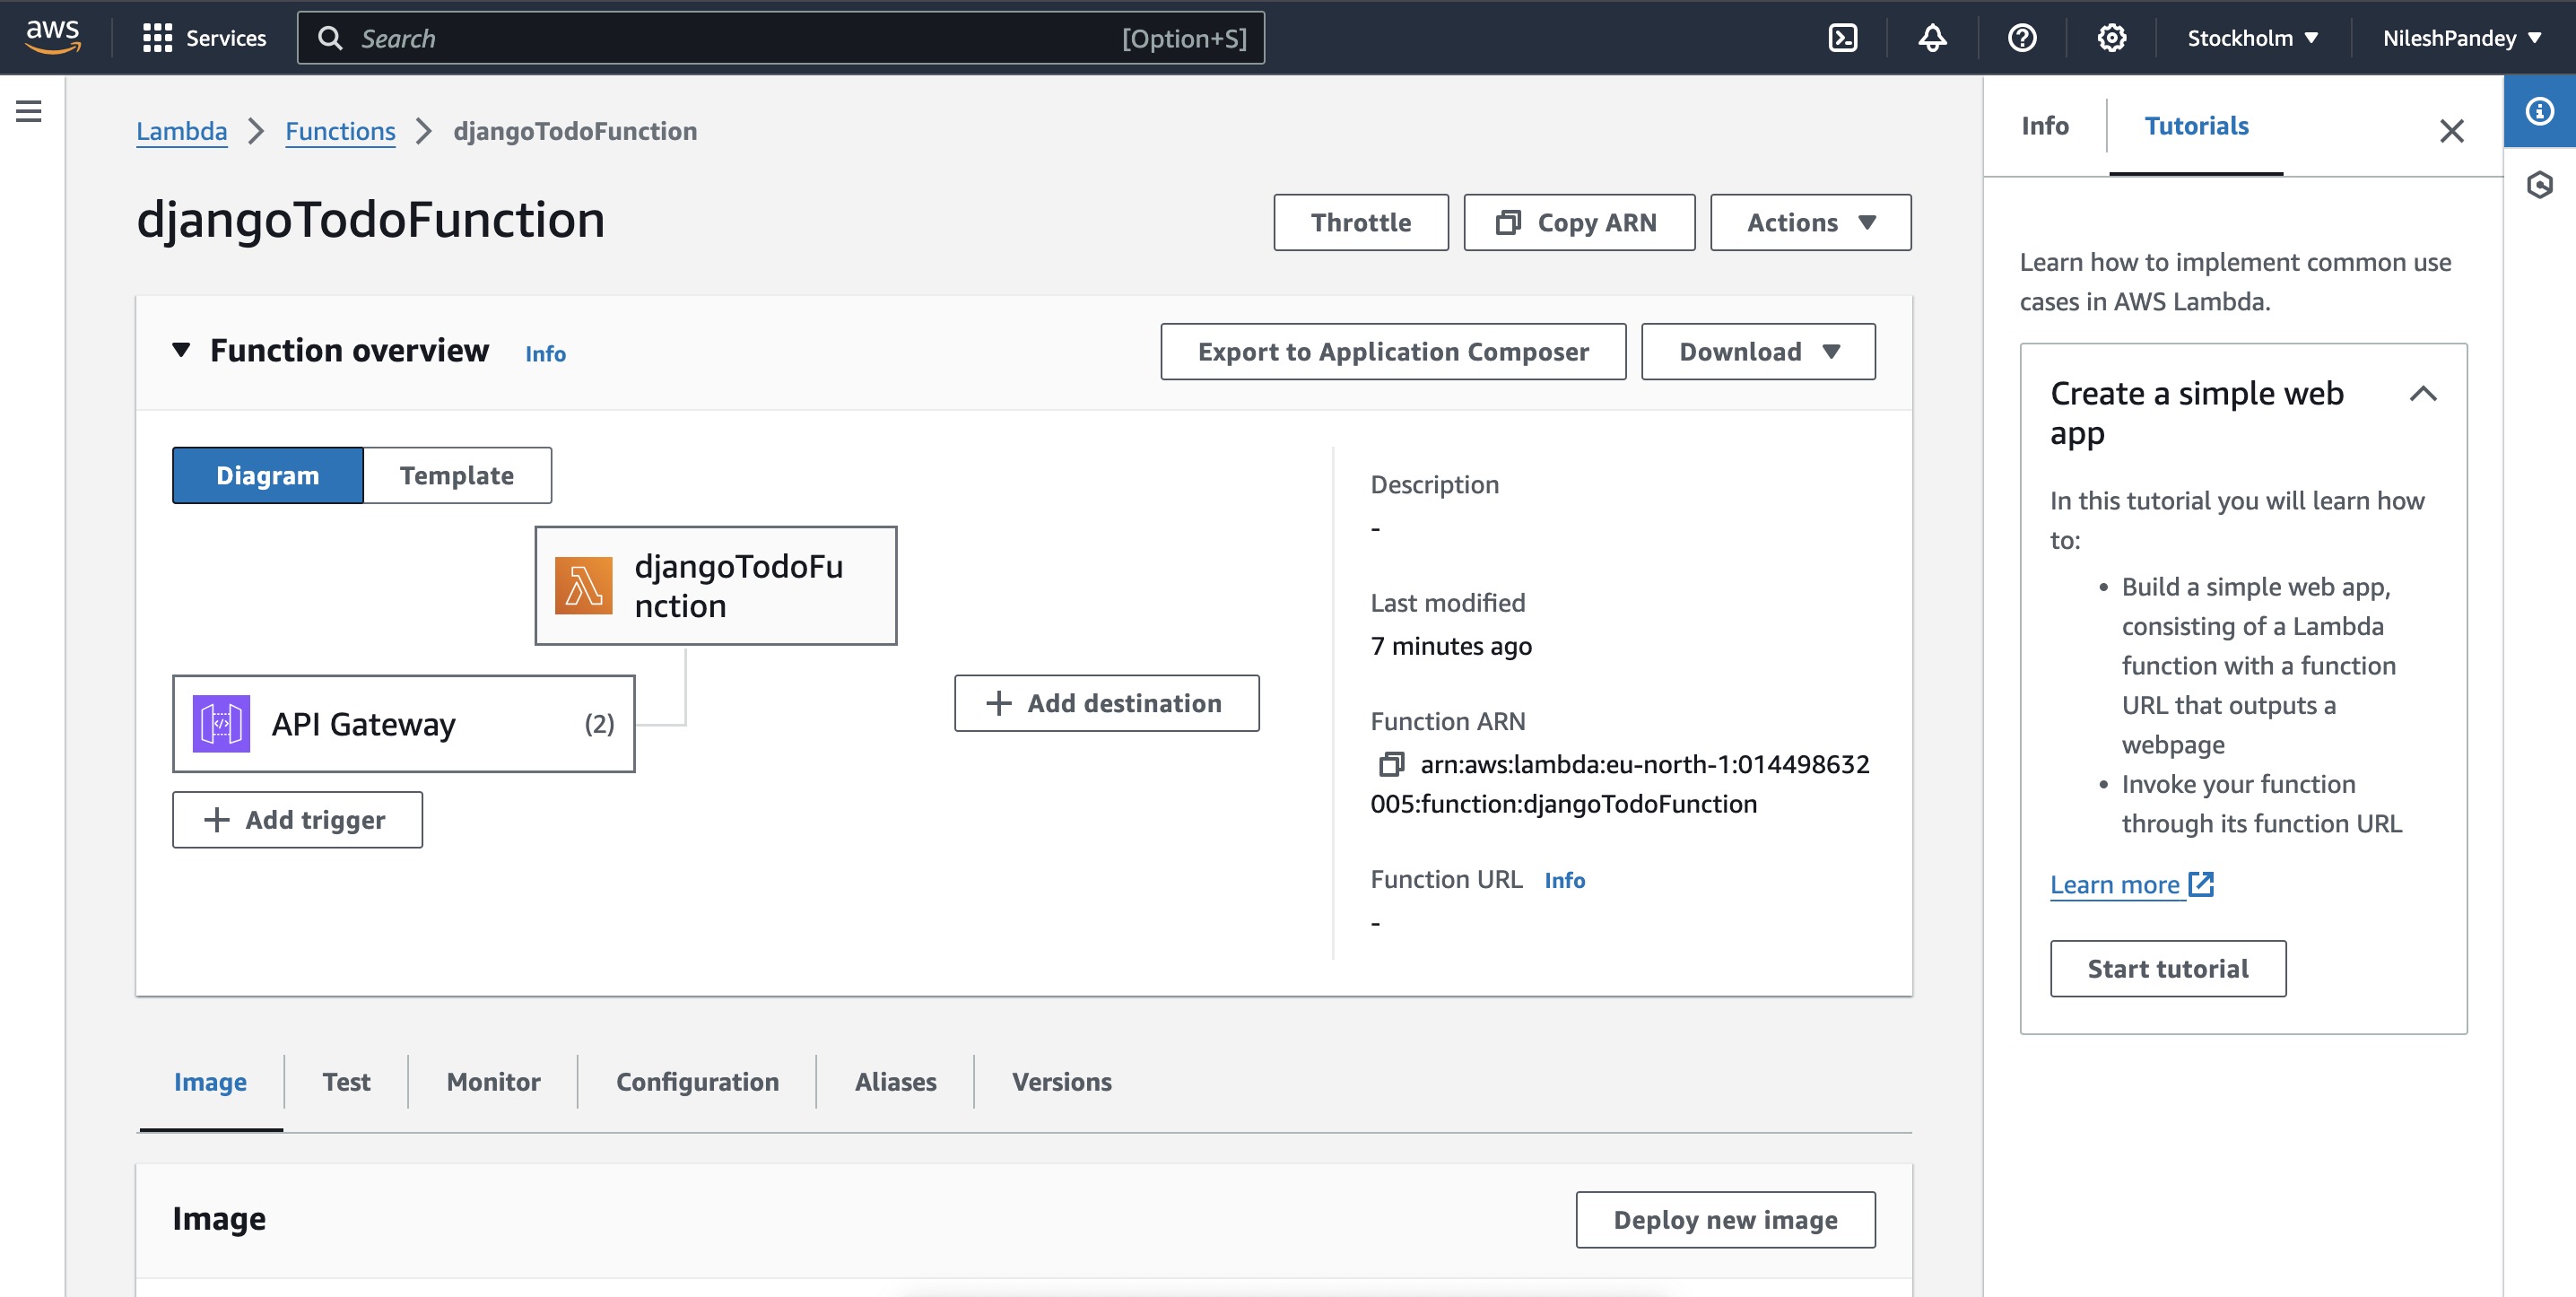 aws
Services
Search [Option+S]
Stockholm
NileshPandey
Lambda
Functions
djangoTodoFunction
djangoTodoFunction
Throttle
Copy ARN
Actions
Function overview Info
Export to Application Composer
Download
Diagram
Template
djangoTodoFu
nction
API Gateway (2)
Add trigger
Add destination
Description
-
Last modified
7 minutes ago
Function ARN
arn:aws:lambda:eu-north-1:014498632
005:function:djangoTodoFunction
Function URL Info
-
Image
Test
Monitor
Configuration
Aliases
Versions
Image
Deploy new image
Info
Tutorials
Learn how to implement common use
cases in AWS Lambda.
Create a simple web
app
In this tutorial you will learn how
to:
• Build a simple web app,
consisting of a Lambda
function with a function
URL that outputs a
webpage
• Invoke your function
through its function URL
Learn more
Start tutorial